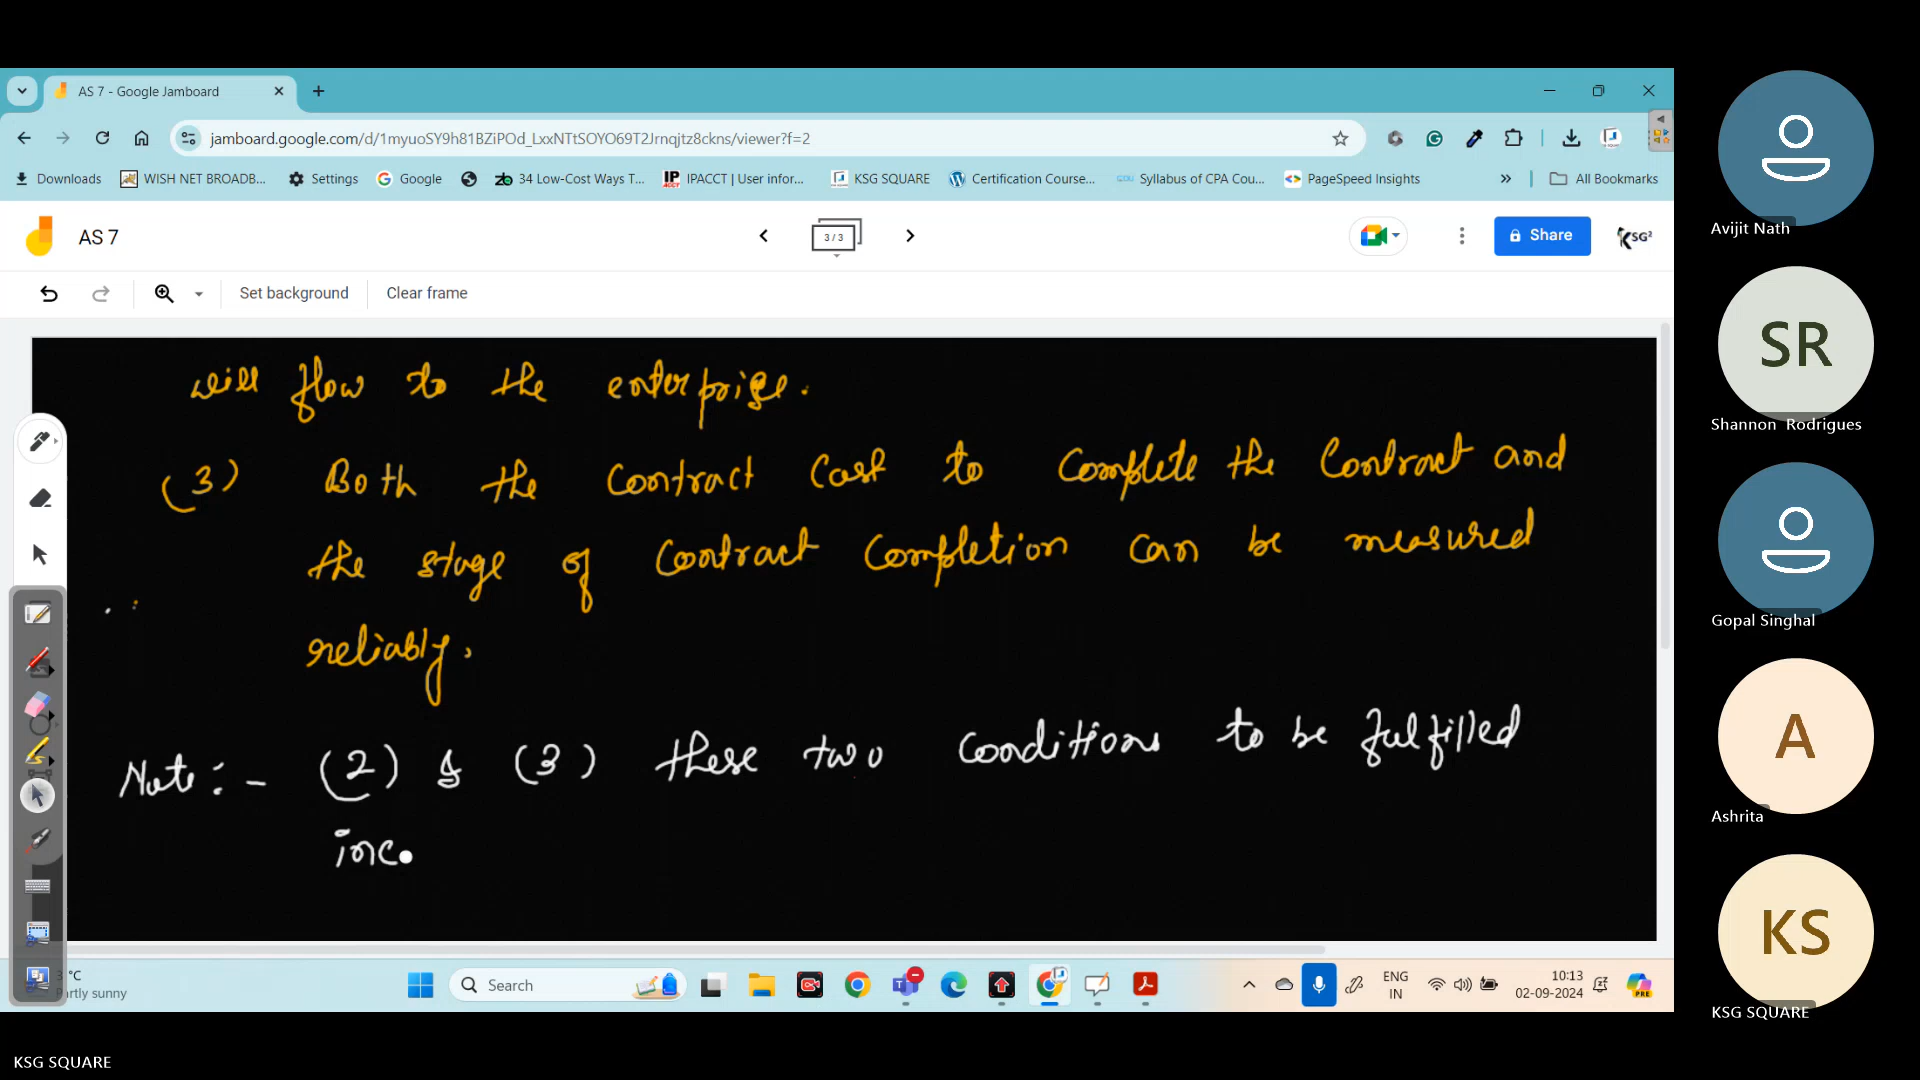 AS 7 - Google Jamboard
jamboard.google.com/d/1myuoSY9h81BZiPOd_LxxNTtSOYO69T2Jrnqjtz8ckns/viewer?f=2
Downloads WISH NET BROADB... Settings Google 34 Low-Cost Ways T... IPACCT | User infor... KSG SQUARE Certification Course... Syllabus of CPA Cou... PageSpeed Insights » All Bookmarks
AS 7 3 / 3 Share KSG²
Set background Clear frame
will flow to the enterprise.
(3) Both the Contract Cost to Complete the Contract and
the stage of Contract Completion can be measured
reliably.
Note :- (2) & (3) these two conditions to be fulfilled
inc
°C
rtly sunny
Search
ENG
IN
10:13
02-09-2024
PRE
Avijit Nath
SR
Shannon Rodrigues
Gopal Singhal
A
Ashrita
KS
KSG SQUARE
KSG SQUARE